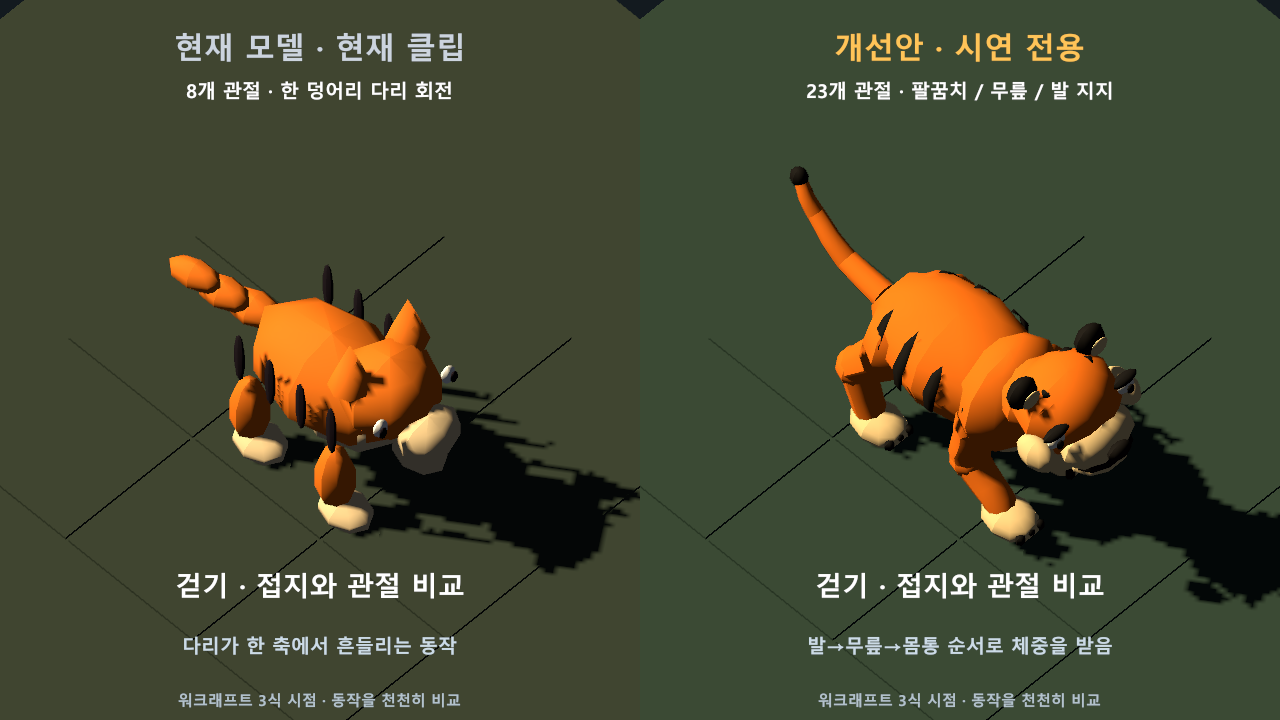 현재 모델 · 현재 클립
8개 관절 · 한 덩어리 다리 회전
걷기 · 접지와 관절 비교
다리가 한 축에서 흔들리는 동작
워크래프트 3식 시점 · 동작을 천천히 비교
개선안 · 시연 전용
23개 관절 · 팔꿈치 / 무릎 / 발 지지
걷기 · 접지와 관절 비교
발→무릎→몸통 순서로 체중을 받음
워크래프트 3식 시점 · 동작을 천천히 비교